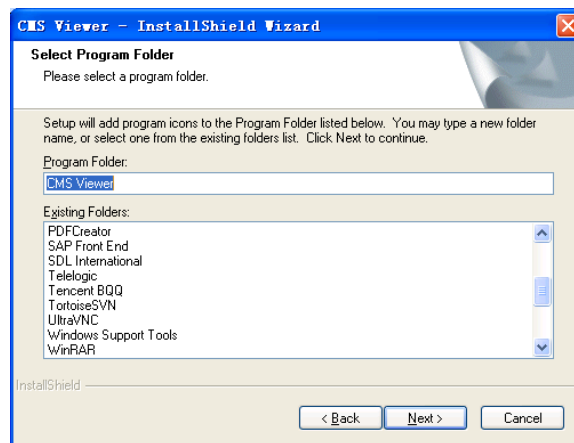 CMS Viewer - InstallShield Wizard
Select Program Folder
Please select a program folder.
Setup will add program icons to the Program Folder listed below. You may type a new folder
name, or select one from the existing folders list. Click Next to continue.
Program Folder:
CMS Viewer
Existing Folders:
PDFCreator
SAP Front End
SDL International
Telelogic
Tencent BQQ
TortoiseSVN
UltraVNC
Windows Support Tools
WinRAR
InstallShield
< Back Next > Cancel